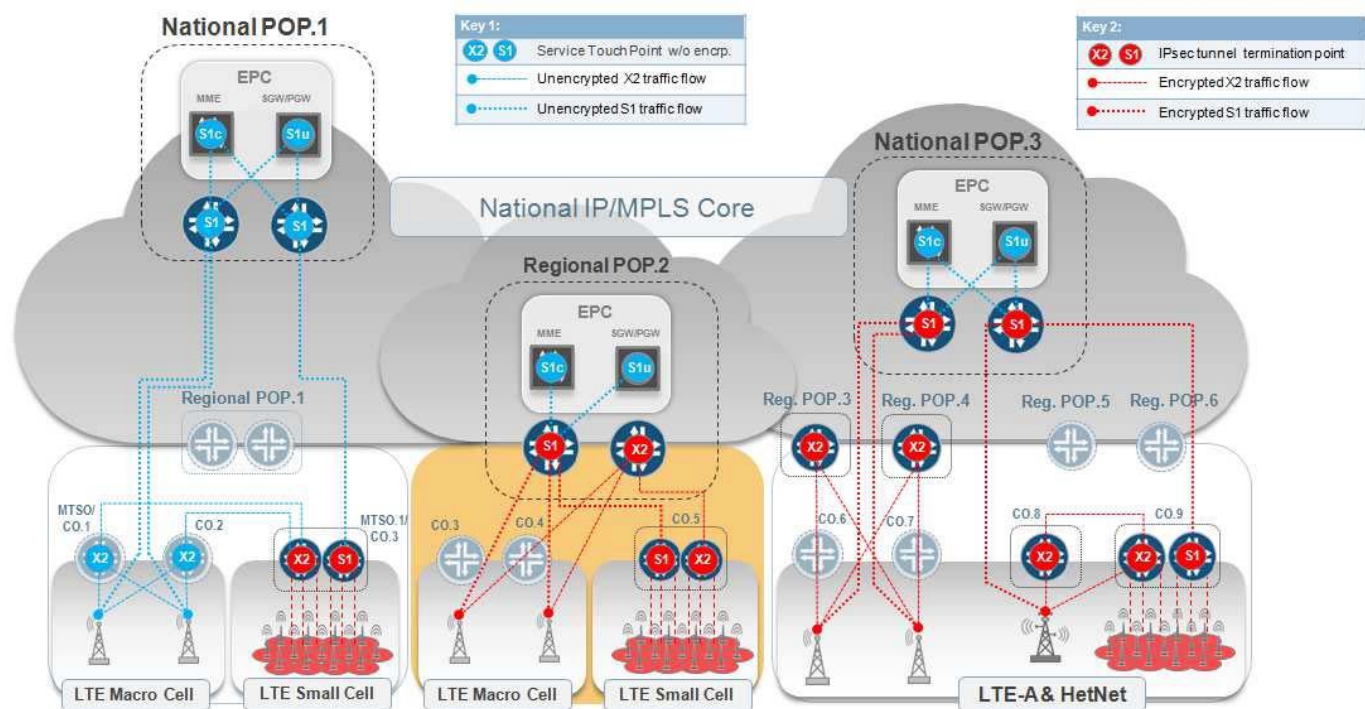 National POP.1
EPC
MME
SGW/PGW
S1c
S1u
S1
S1
Key 1:
X2 S1 Service Touch Point w/o encrp.
Unencrypted X2 traffic flow
Unencrypted S1 traffic flow
Key 2:
X2 S1 IPsec tunnel termination point
Encrypted X2 traffic flow
Encrypted S1 traffic flow
National IP/MPLS Core
Regional POP.2
EPC
MME
SGW/PGW
S1c
S1u
S1
X2
National POP.3
EPC
MME
SGW/PGW
S1c
S1u
S1
S1
Regional POP.1
Reg. POP.3
Reg. POP.4
Reg. POP.5
Reg. POP.6
X2
X2
MTSO/
CO.1
CO.2
MTSO.1/
CO.3
X2
X2
X2
S1
CO.3
CO.4
CO.5
S1
X2
CO.6
CO.7
CO.8
CO.9
X2
X2
S1
LTE Macro Cell
LTE Small Cell
LTE Macro Cell
LTE Small Cell
LTE-A & HetNet